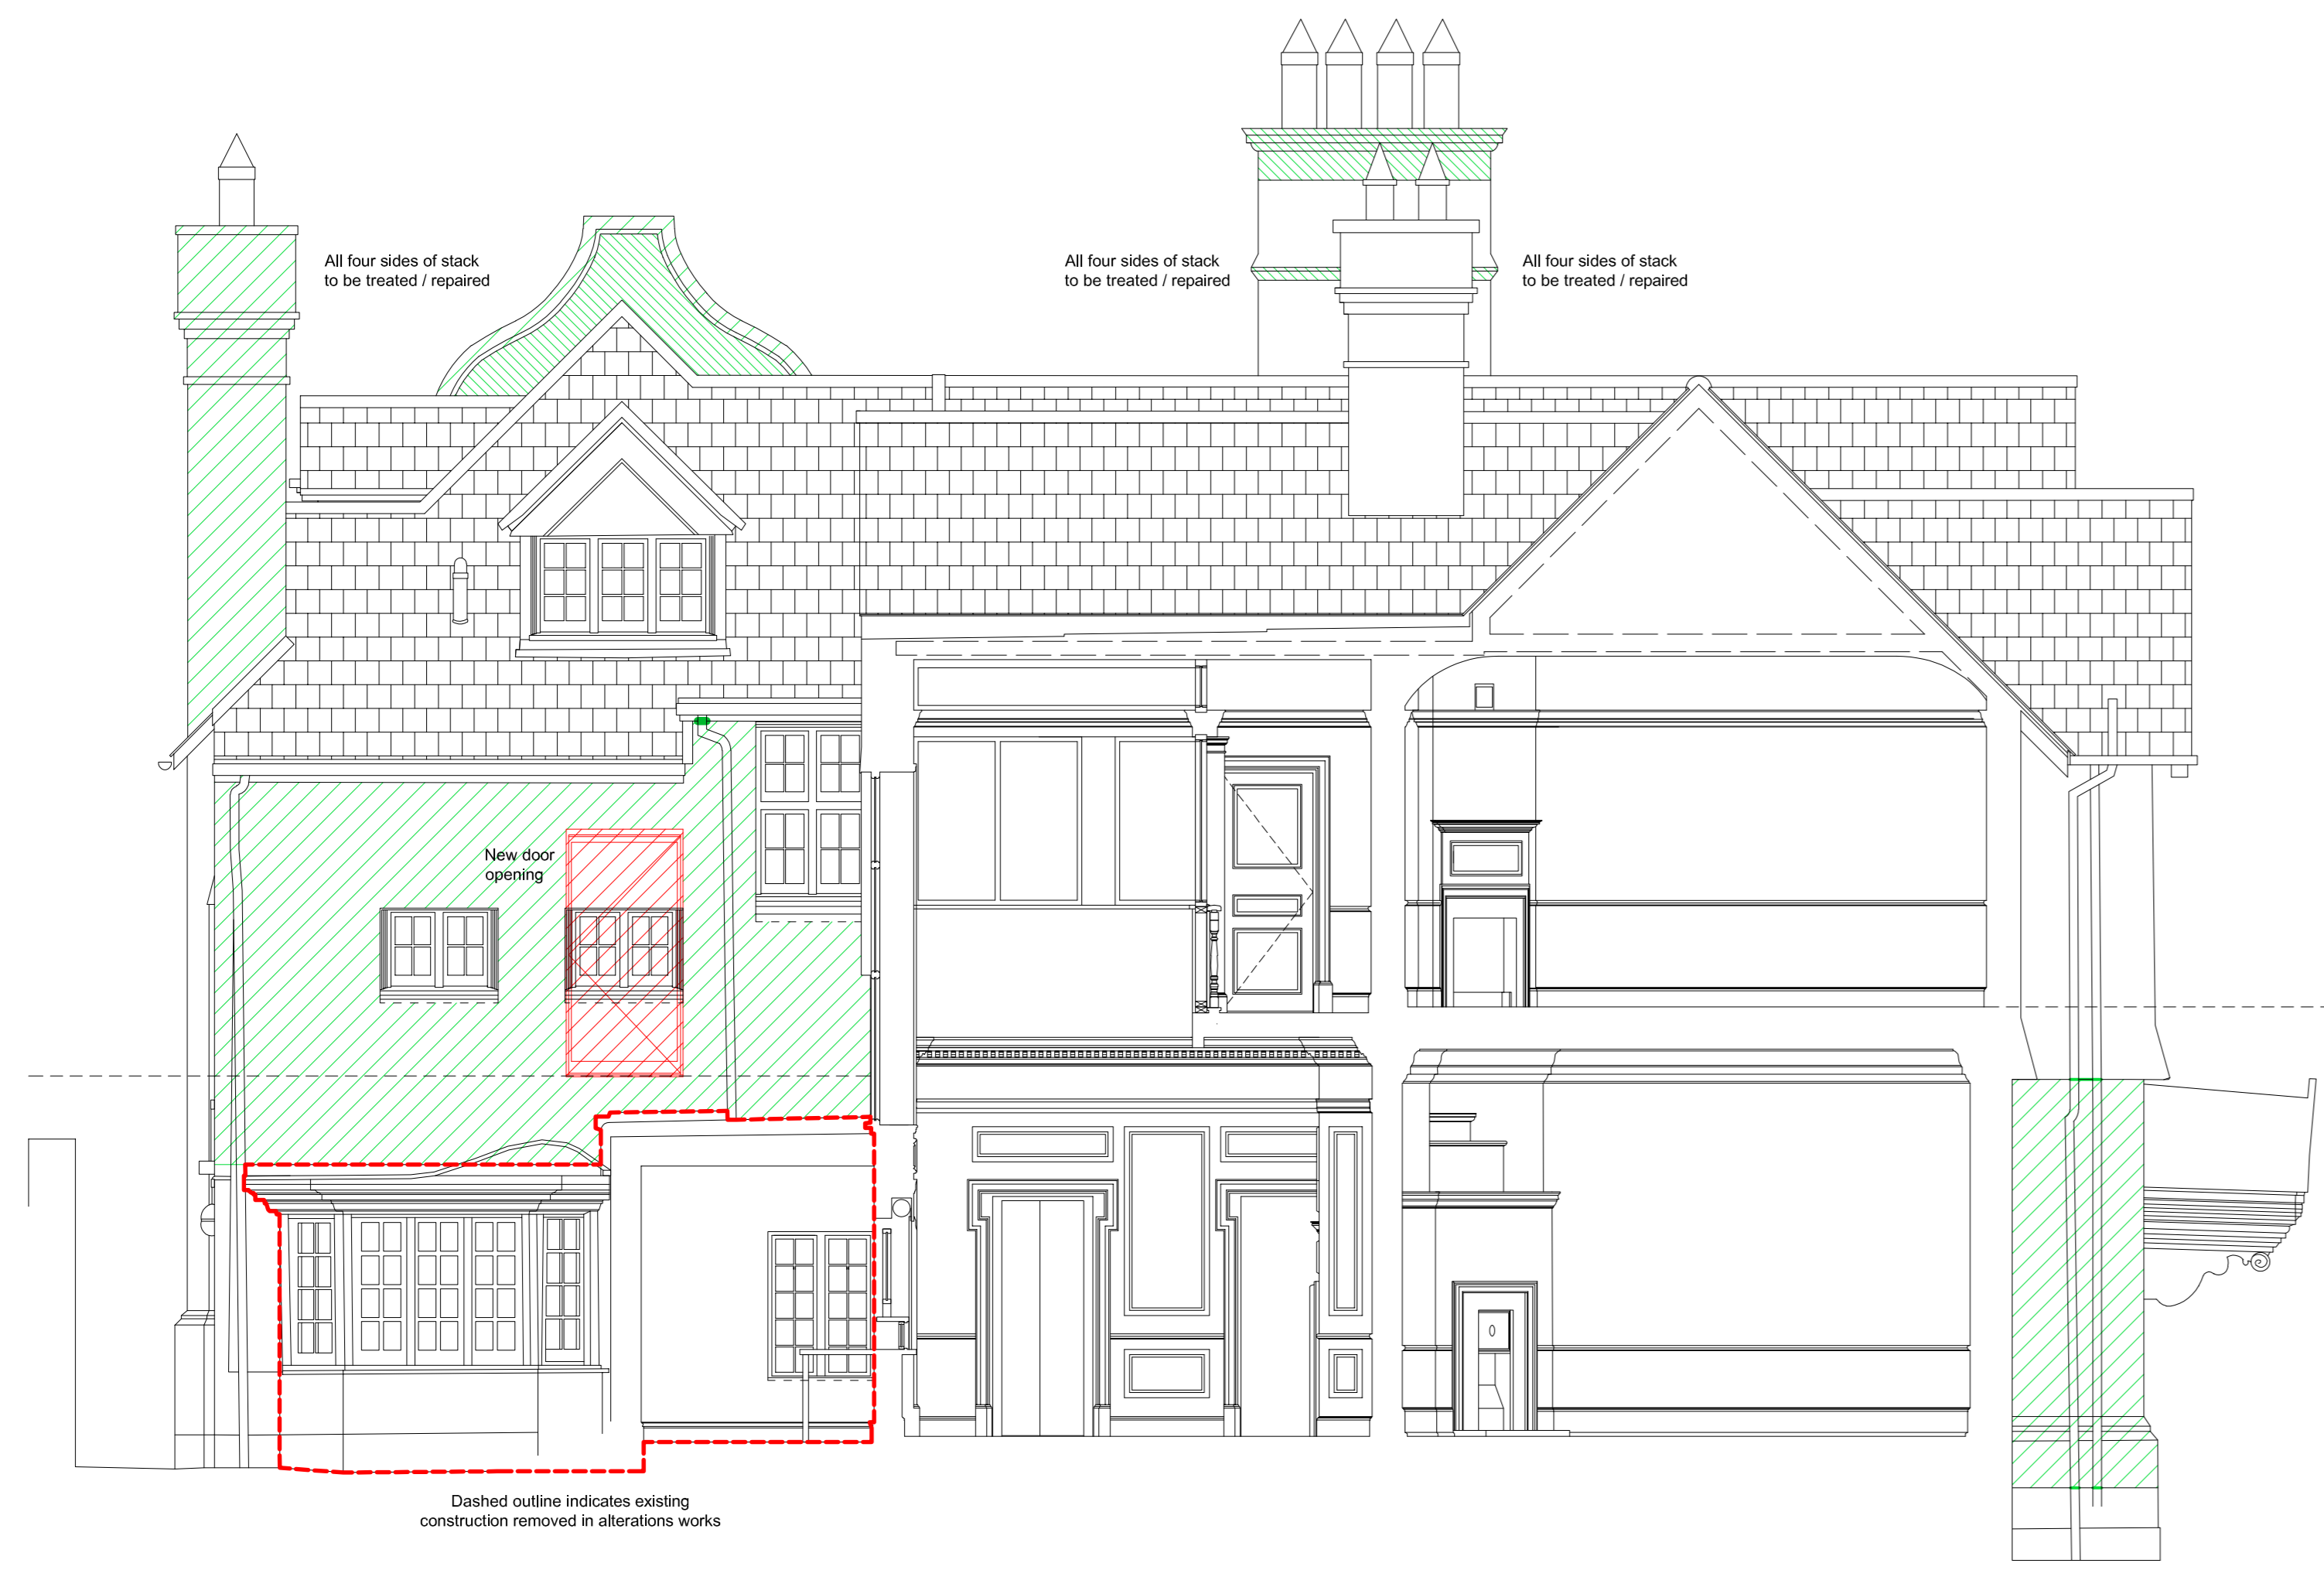 All four sides of stack
to be treated / repaired
All four sides of stack
to be treated / repaired
All four sides of stack
to be treated / repaired
New door
opening
Dashed outline indicates existing
construction removed in alterations works